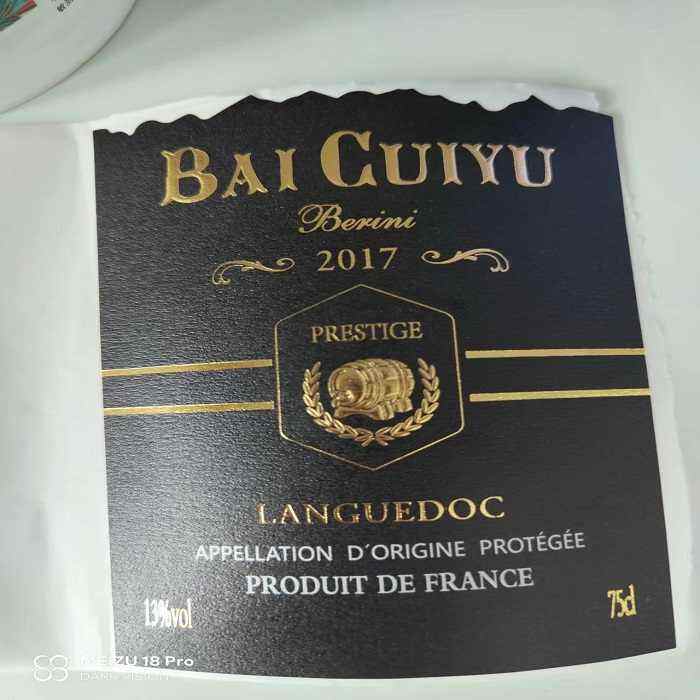 BAI CUIYU
Berini
2017
PRESTIGE
LANGUEDOC
APPELLATION D'ORIGINE PROTÉGÉE
PRODUIT DE FRANCE
13%vol
75cl
MEIZU 18 Pro